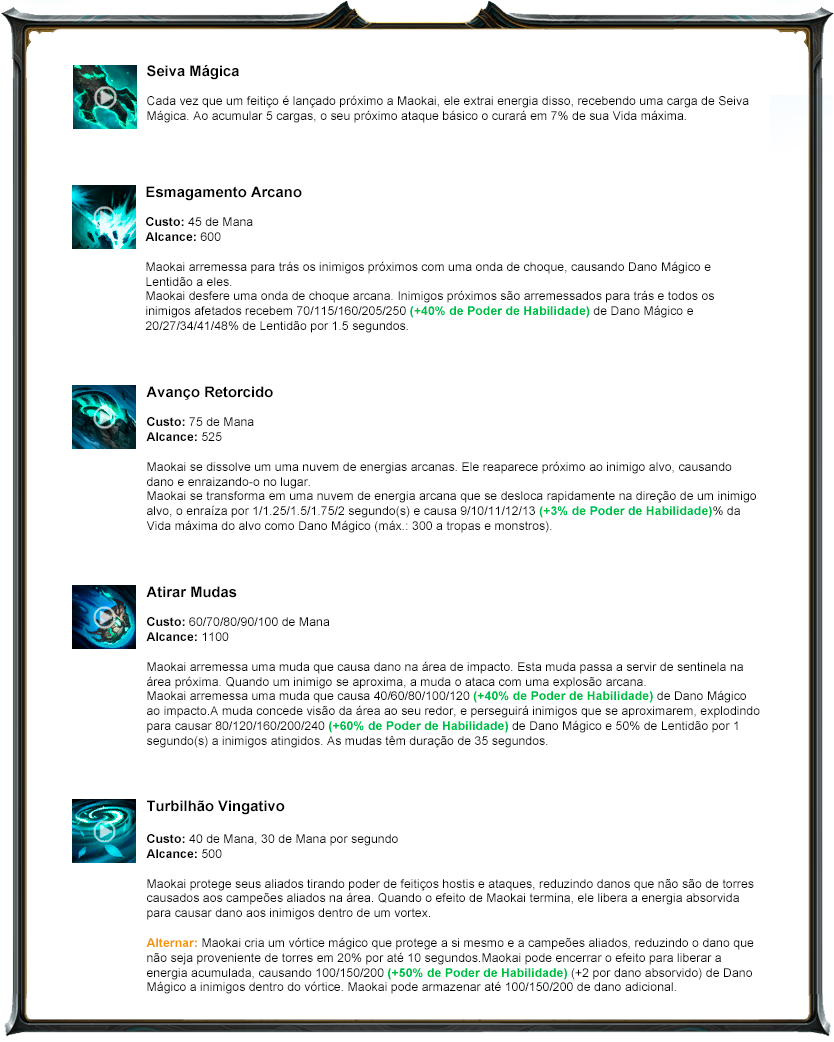 Seiva Mágica
Cada vez que um feitiço é lançado próximo a Maokai, ele extrai energia disso, recebendo uma carga de Seiva
Mágica. Ao acumular 5 cargas, o seu próximo ataque básico o curará em 7% de sua Vida máxima.
Esmagamento Arcano
Custo: 45 de Mana
Alcance: 600
Maokai arremessa para trás os inimigos próximos com uma onda de choque, causando Dano Mágico e
Lentidão a eles.
Maokai desfere uma onda de choque arcana. Inimigos próximos são arremessados para trás e todos os
inimigos afetados recebem 70/115/160/205/250 (+40% de Poder de Habilidade) de Dano Mágico e
20/27/34/41/48% de Lentidão por 1.5 segundos.
Avanço Retorcido
Custo: 75 de Mana
Alcance: 525
Maokai se dissolve um uma nuvem de energias arcanas. Ele reaparece próximo ao inimigo alvo, causando
dano e enraizando-o no lugar.
Maokai se transforma em uma nuvem de energia arcana que se desloca rapidamente na direção de um inimigo
alvo, o enraíza por 1/1.25/1.5/1.75/2 segundo(s) e causa 9/10/11/12/13 (+3% de Poder de Habilidade)% da
Vida máxima do alvo como Dano Mágico (máx.: 300 a tropas e monstros).
Atirar Mudas
Custo: 60/70/80/90/100 de Mana
Alcance: 1100
Maokai arremessa uma muda que causa dano na área de impacto. Esta muda passa a servir de sentinela na
área próxima. Quando um inimigo se aproxima, a muda o ataca com uma explosão arcana.
Maokai arremessa uma muda que causa 40/60/80/100/120 (+40% de Poder de Habilidade) de Dano Mágico
ao impacto.A muda concede visão da área ao seu redor, e perseguirá inimigos que se aproximarem, explodindo
para causar 80/120/160/200/240 (+60% de Poder de Habilidade) de Dano Mágico e 50% de Lentidão por 1
segundo(s) a inimigos atingidos. As mudas têm duração de 35 segundos.
Turbilhão Vingativo
Custo: 40 de Mana, 30 de Mana por segundo
Alcance: 500
Maokai protege seus aliados tirando poder de feitiços hostis e ataques, reduzindo danos que não são de torres
causados aos campeões aliados na área. Quando o efeito de Maokai termina, ele libera a energia absorvida
para causar dano aos inimigos dentro de um vortex.
Alternar: Maokai cria um vórtice mágico que protege a si mesmo e a campeões aliados, reduzindo o dano que
não seja proveniente de torres em 20% por até 10 segundos.Maokai pode encerrar o efeito para liberar a
energia acumulada, causando 100/150/200 (+50% de Poder de Habilidade) (+2 por dano absorvido) de Dano
Mágico a inimigos dentro do vórtice. Maokai pode armazenar até 100/150/200 de dano adicional.